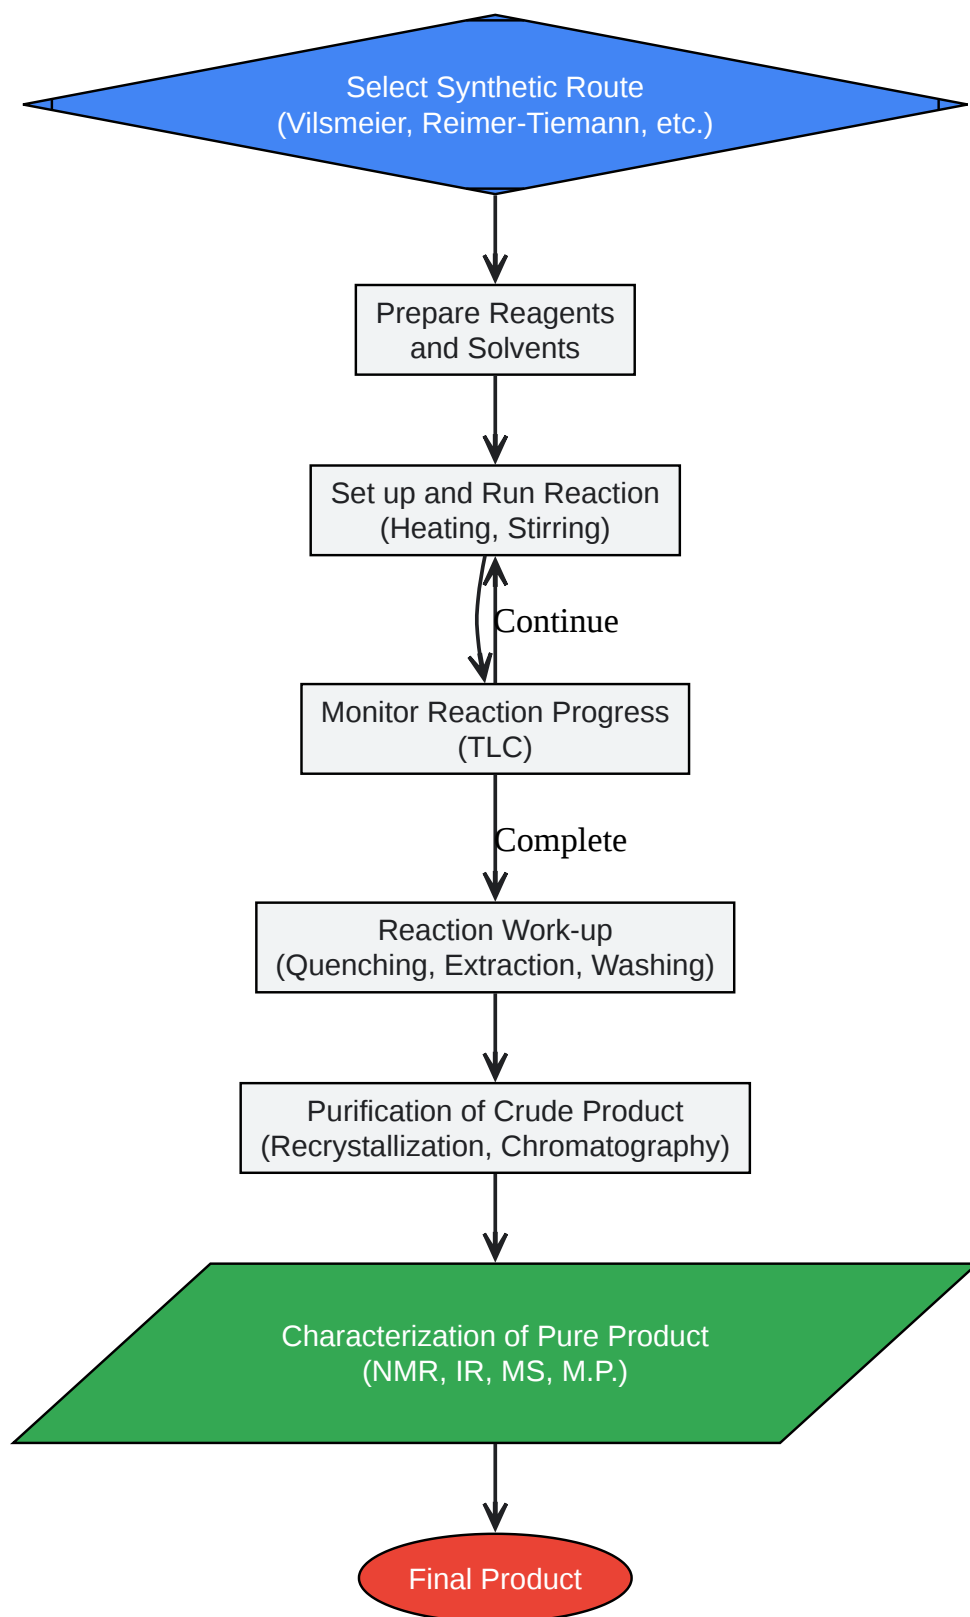 Select Synthetic Route
(Vilsmeier, Reimer-Tiemann, etc.)
Prepare Reagents
and Solvents
Set up and Run Reaction
(Heating, Stirring)
Continue
Monitor Reaction Progress
(TLC)
Complete
Reaction Work-up
(Quenching, Extraction, Washing)
Purification of Crude Product
(Recrystallization, Chromatography)
Characterization of Pure Product
(NMR, IR, MS, M.P.)
Final Product